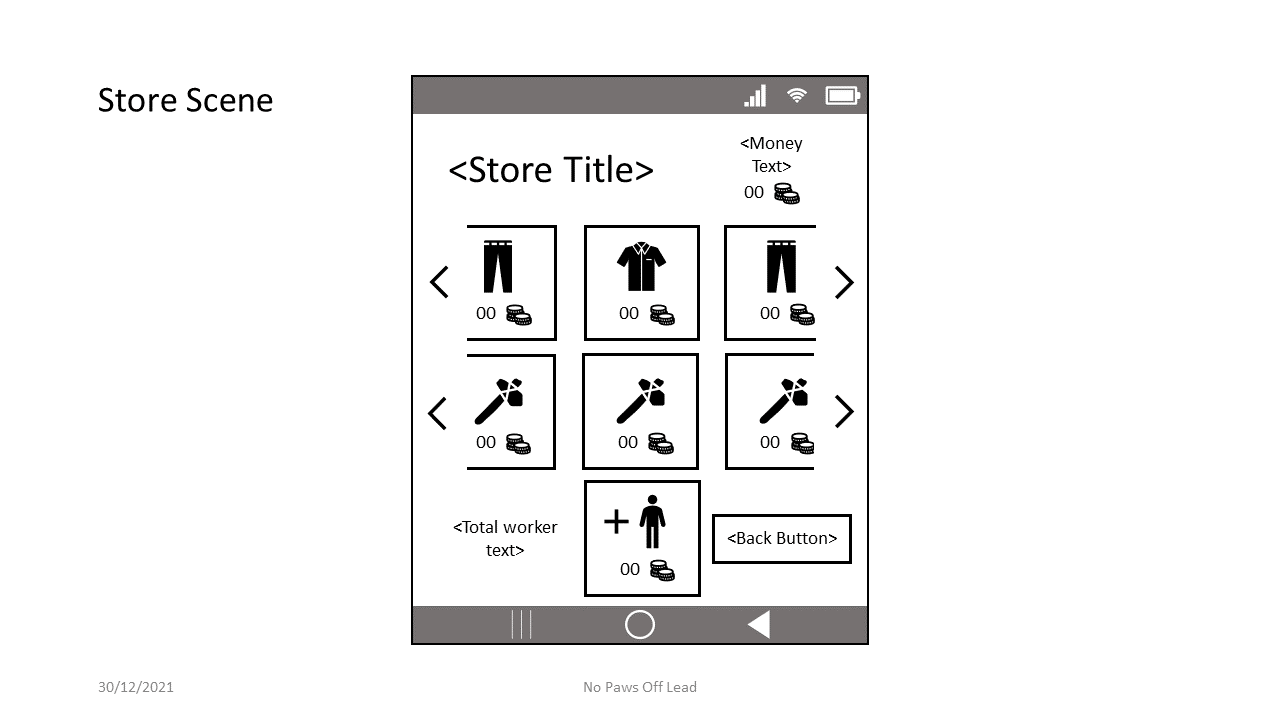 Store Scene
<Store Title>
<Money
Text>
00
00
00
00
00
00
00
<Total worker
text>
00
<Back Button>
30/12/2021
No Paws Off Lead